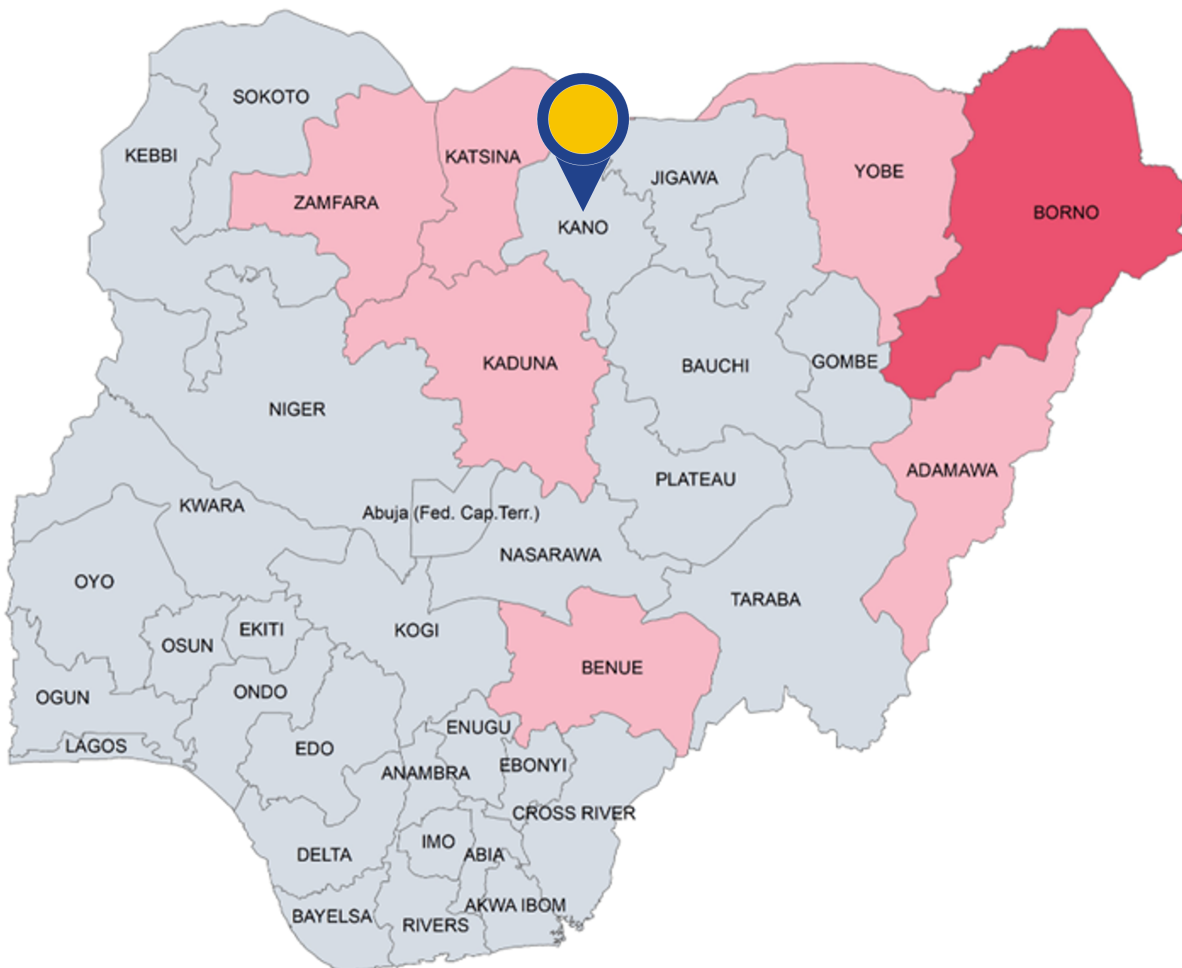 SOKOTO
KEBBI
KATSINA
ZAMFARA
JIGAWA
YOBE
BORNO
KANO
KADUNA
BAUCHI
GOMBE
NIGER
ADAMAWA
PLATEAU
KWARA
Abuja (Fed. Cap.Terr.)
NASARAWA
OYO
TARABA
EKITI
KOGI
OSUN
BENUE
OGUN
ONDO
ENUGU
LAGOS
EDO
EBONYI
ANAMBRA
CROSS RIVER
IMO
DELTA
ABIA
AKWA IBOM
BAYELSA
RIVERS